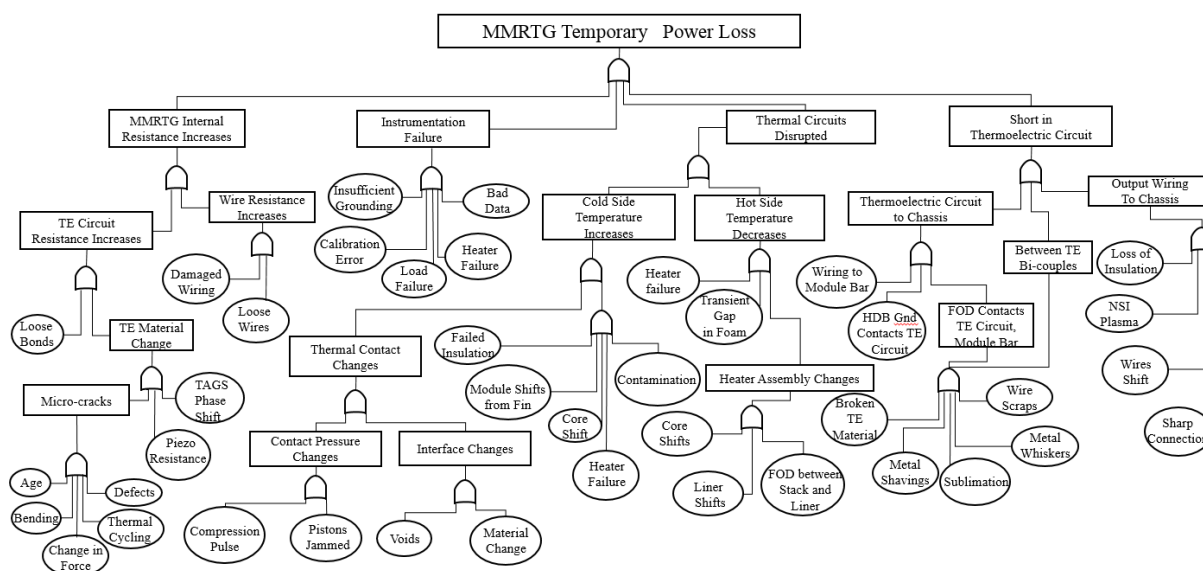 MMRTG Temporary Power Loss
MMRTG Internal
Resistance Increases
Instrumentation
Failure
Thermal Circuits
Disrupted
Short in
Thermoelectric Circuit
TE Circuit
Resistance Increases
Wire Resistance
Increases
Insufficient
Grounding
Bad
Data
Calibration
Error
Load
Failure
Heater
Failure
Cold Side
Temperature
Increases
Hot Side
Temperature
Decreases
Thermoelectric Circuit
to Chassis
Output Wiring
To Chassis
Between TE
Bi-couples
Damaged
Wiring
Loose
Wires
Loose
Bonds
TE Material
Change
Heater
failure
Transient
Gap
in Foam
Wiring to
Module Bar
HDB Gnd
Contacts TE
Circuit
FOD Contacts
TE Circuit,
Module Bar
Loss of
Insulation
NSI
Plasma
Wires
Shift
Sharp
Connection
Micro-cracks
TAGS
Phase
Shift
Piezo
Resistance
Thermal Contact
Changes
Failed
Insulation
Module Shifts
from Fin
Core
Shift
Heater
Failure
Contamination
Heater Assembly Changes
Core
Shifts
Liner
Shifts
FOD between
Stack and
Liner
Broken
TE
Material
Metal
Shavings
Sublimation
Metal
Whiskers
Wire
Scraps
Age
Bending
Change in
Force
Thermal
Cycling
Defects
Contact Pressure
Changes
Interface Changes
Compression
Pulse
Pistons
Jammed
Voids
Material
Change